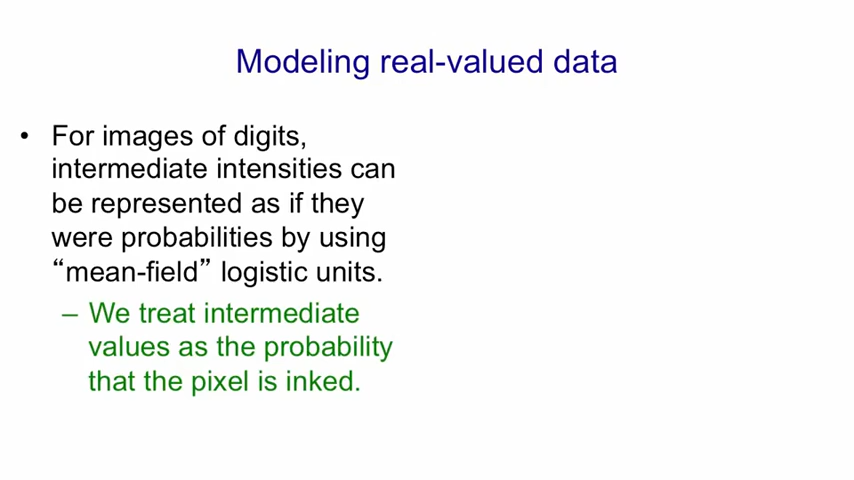 Modeling real-valued data
• For images of digits,
intermediate intensities can
be represented as if they
were probabilities by using
“mean-field” logistic units.
– We treat intermediate
values as the probability
that the pixel is inked.